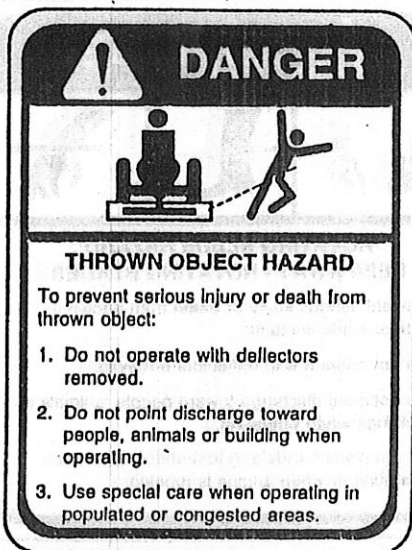 DANGER
THROWN OBJECT HAZARD
To prevent serious injury or death from
thrown object:
1. Do not operate with deflectors
removed.
2. Do not point discharge toward
people, animals or building when
operating.
3. Use special care when operating in
populated or congested areas.